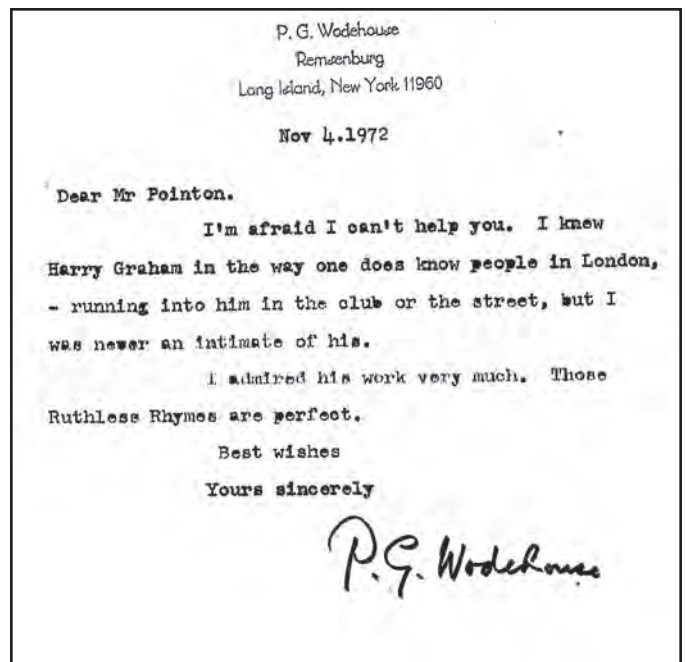 P. G. Wodehouse
Remsenburg
Long Island, New York 11960
Nov 4.1972
Dear Mr Pointon.
I'm afraid I can't help you. I knew
Harry Graham in the way one does know people in London,
- running into him in the club or the street, but I
was never an intimate of his.
I admired his work very much. Those
Ruthless Rhymes are perfect.
Best wishes
Yours sincerely
P.G. Wodehouse